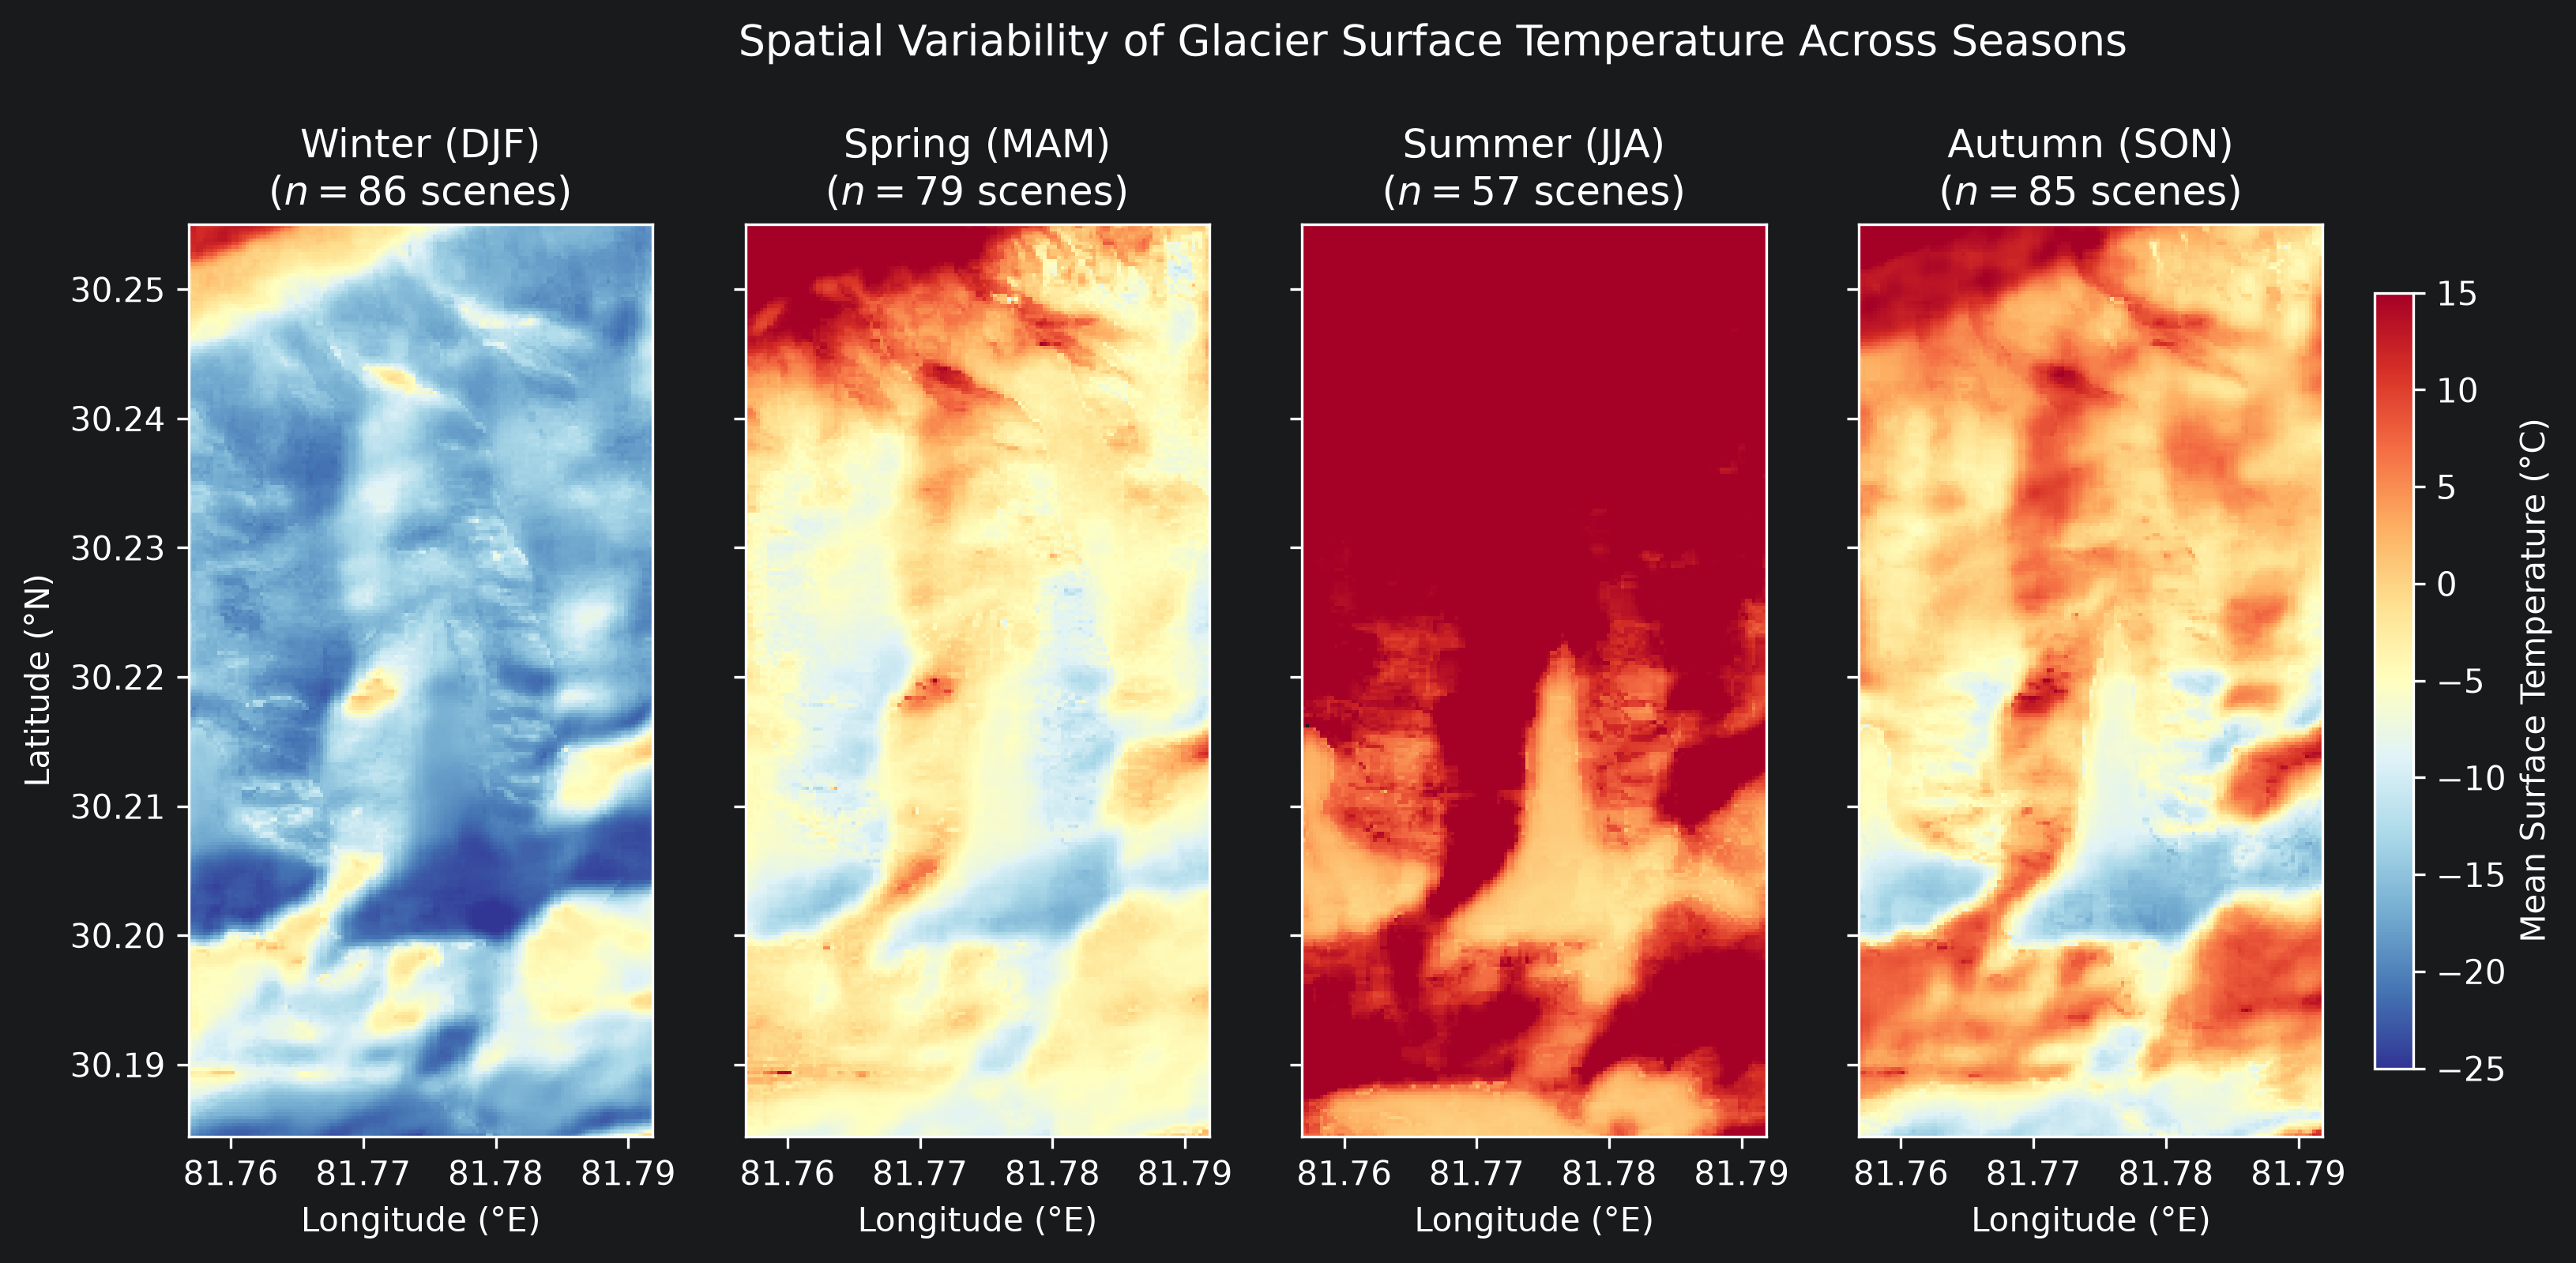 Spatial Variability of Glacier Surface Temperature Across Seasons
Winter (DJF)
(n = 86 scenes)
Spring (MAM)
(n = 79 scenes)
Summer (JJA)
(n = 57 scenes)
Autumn (SON)
(n = 85 scenes)
Latitude (°N)
30.25
30.24
30.23
30.22
30.21
30.20
30.19
81.76 81.77 81.78 81.79
Longitude (°E)
81.76 81.77 81.78 81.79
Longitude (°E)
81.76 81.77 81.78 81.79
Longitude (°E)
81.76 81.77 81.78 81.79
Longitude (°E)
15
10
5
0
−5
−10
−15
−20
−25
Mean Surface Temperature (°C)